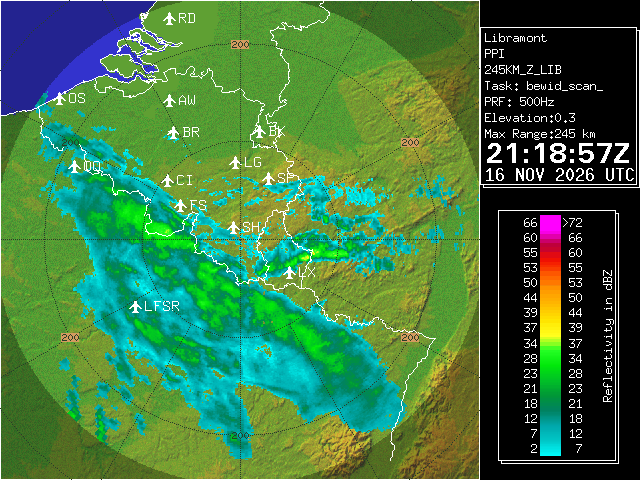 RD
200
OS
AW
BR
BK
200
LG
CI
SP
FS
SH
LX
LFSR
200
200
200
Libramont
PPI
245KM_Z_LIB
Task: bewid_scan_
PRF: 500Hz
Elevation:0.3
Max Range:245 km
21:18:57Z
16 NOV 2026 UTC
66 >72
60 66
55 60
53 55
50 53
44 50
39 44
37 39
34 37
28 34
23 28
21 23
18 21
12 18
7 12
2 7
Reflectivity in dBZ